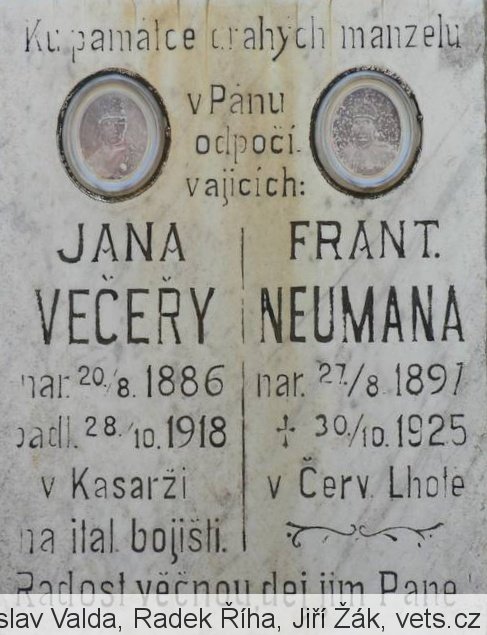 Ku památce drahých manželů
v Pánu
odpočí-
vajících:
JANA
VEČEŘY
nar. 20./8. 1886
padl. 28./10. 1918
v Kasarži
na ital. bojišti.
FRANT.
NEUMANA
nar. 27./8. 1897
✝ 30./10. 1925
v Červ. Lhotě
Radost věčnou dej jim Pane
slav Valda, Radek Říha, Jiří Žák, vets.cz